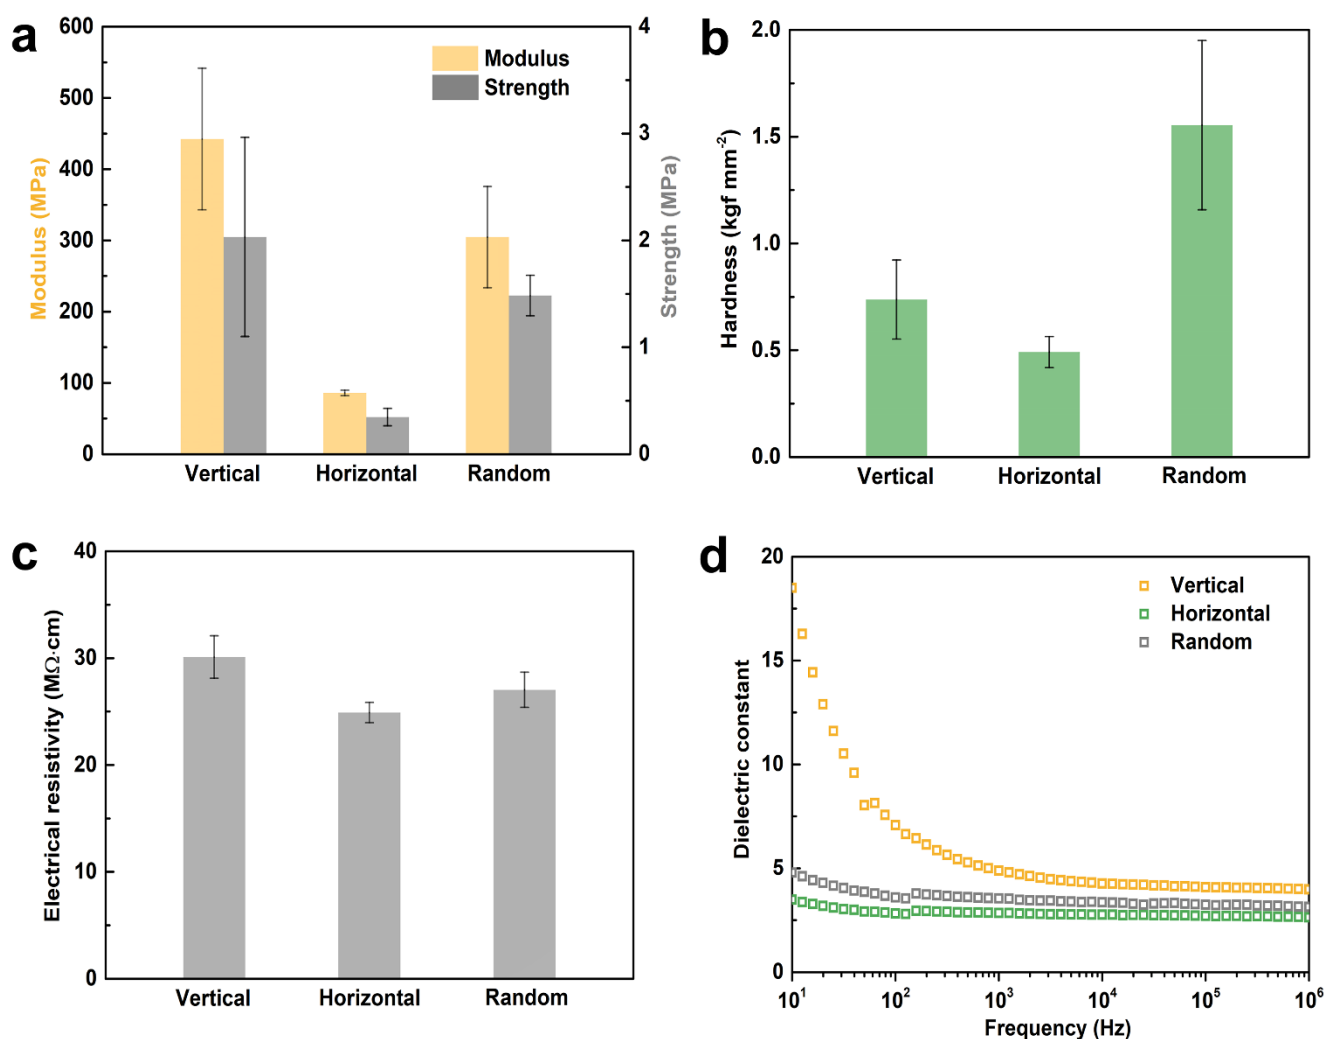 a
600
500
400
300
200
100
0
Modulus (MPa)
4
3
2
1
0
Strength (MPa)
Modulus
Strength
Vertical Horizontal Random
b
2.0
1.5
1.0
0.5
0.0
Hardness (kgf mm⁻²)
Vertical Horizontal Random
c
40
30
20
10
0
Electrical resistivity (MΩ·cm)
Vertical Horizontal Random
d
20
15
10
5
0
Dielectric constant
Vertical
Horizontal
Random
10¹ 10² 10³ 10⁴ 10⁵ 10⁶
Frequency (Hz)